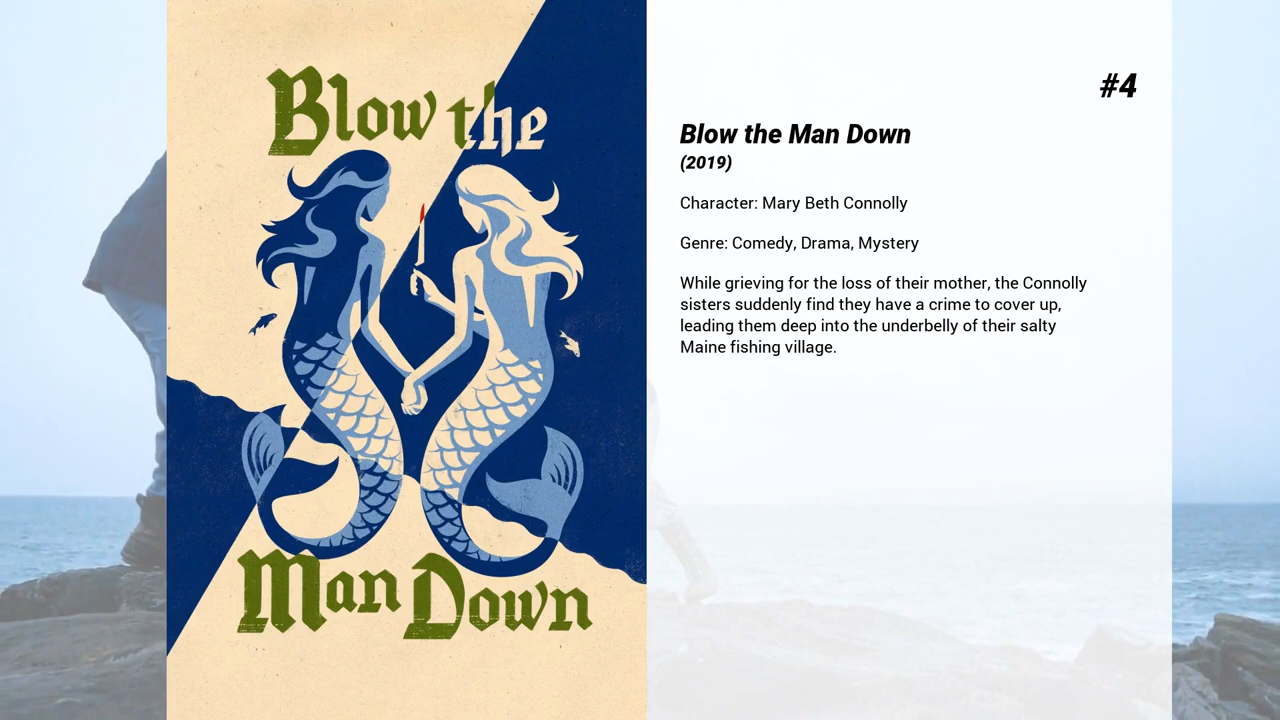 Blow the
Man Down
#4
Blow the Man Down
(2019)
Character: Mary Beth Connolly
Genre: Comedy, Drama, Mystery
While grieving for the loss of their mother, the Connolly
sisters suddenly find they have a crime to cover up,
leading them deep into the underbelly of their salty
Maine fishing village.